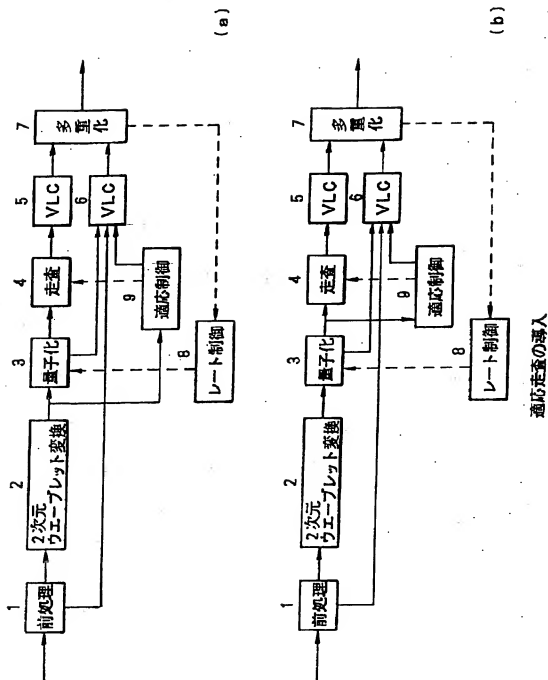 1
前処理
2
2次元
ウエーブレット変換
3
量子化
4
走査
5
VLC
6
VLC
7
多重化
8
レート制御
9
適応制御
(a)
1
前処理
2
2次元
ウエーブレット変換
3
量子化
4
走査
5
VLC
6
VLC
7
多重化
8
レート制御
9
適応制御
(b)
適応走査の導入